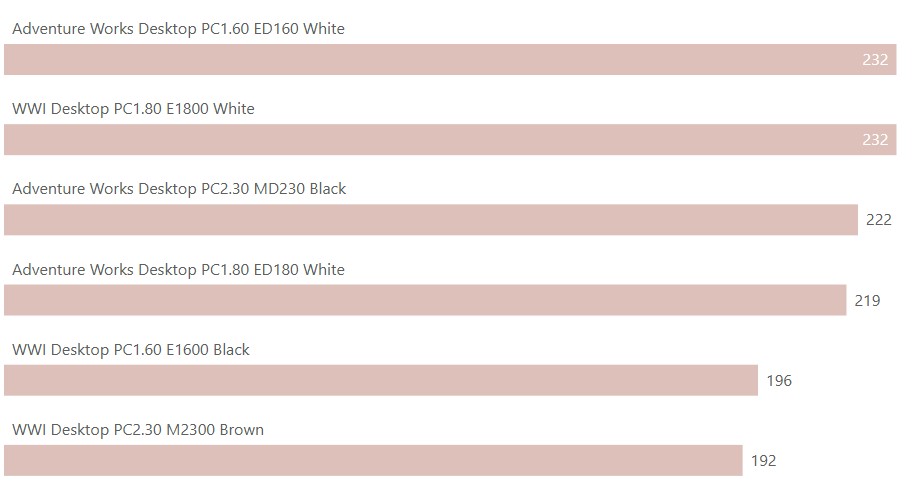 Adventure Works Desktop PC1.60 ED160 White
232
WWI Desktop PC1.80 E1800 White
232
Adventure Works Desktop PC2.30 MD230 Black
222
Adventure Works Desktop PC1.80 ED180 White
219
WWI Desktop PC1.60 E1600 Black
196
WWI Desktop PC2.30 M2300 Brown
192